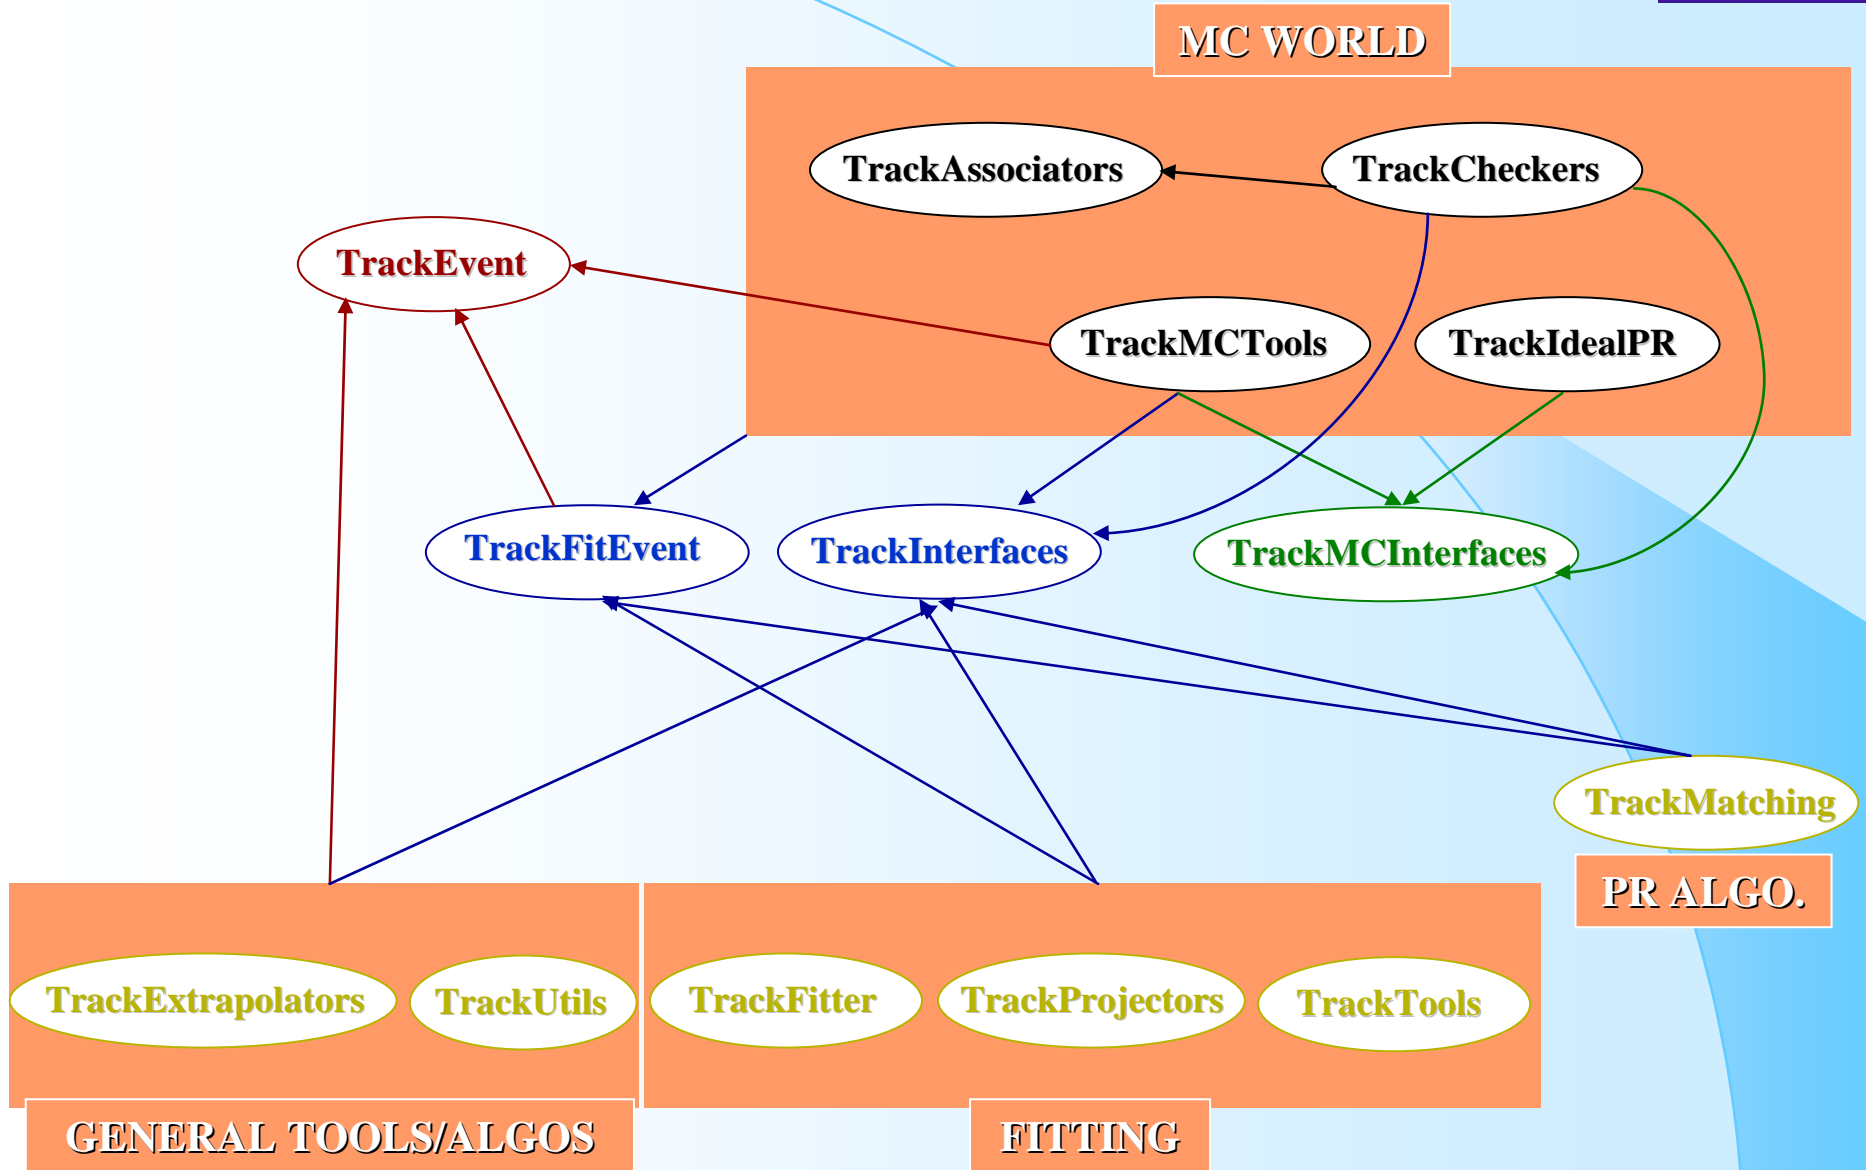 MC WORLD
TrackAssociators
TrackCheckers
TrackEvent
TrackMCTools
TrackIdealPR
TrackFitEvent
TrackInterfaces
TrackMCInterfaces
TrackMatching
PR ALGO.
TrackExtrapolators
TrackUtils
TrackFitter
TrackProjectors
TrackTools
GENERAL TOOLS/ALGOS
FITTING